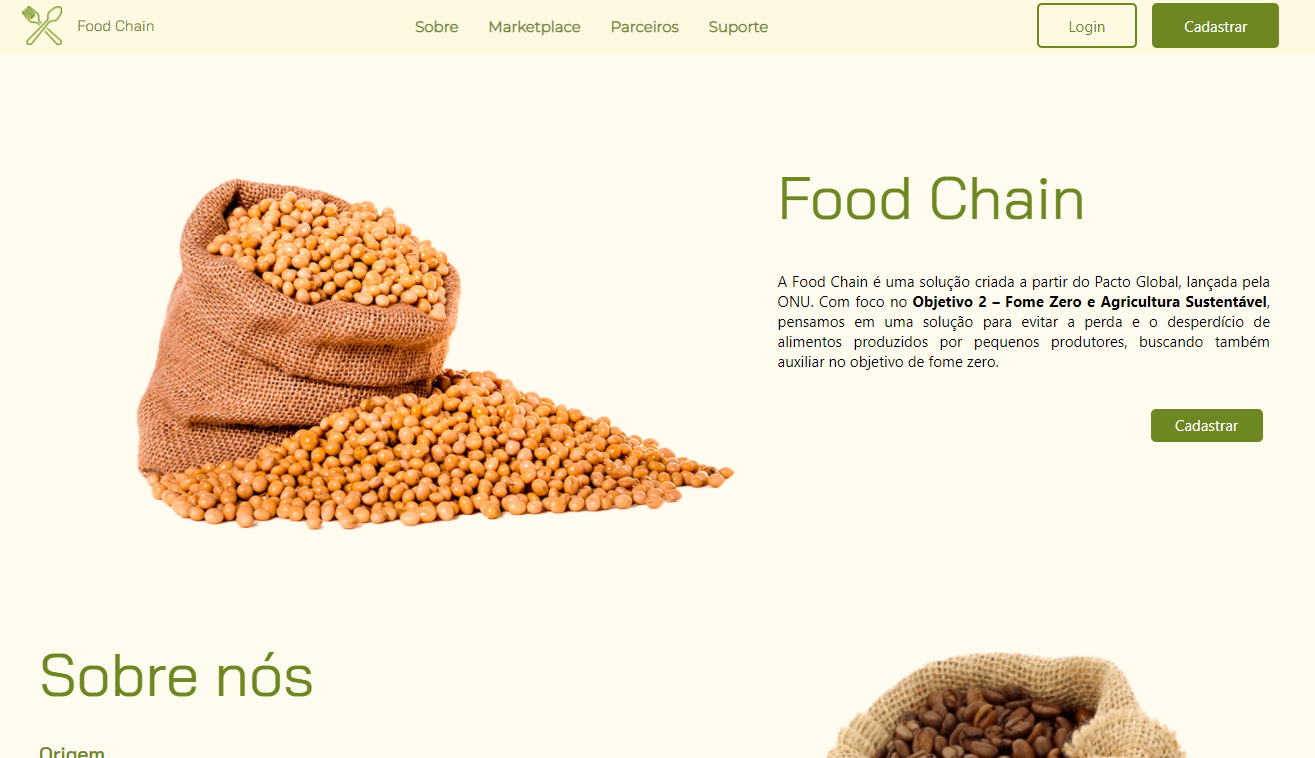 Food Chain
Sobre
Marketplace
Parceiros
Suporte
Login
Cadastrar
Food Chain
A Food Chain é uma solução criada a partir do Pacto Global, lançada pela
ONU. Com foco no Objetivo 2 – Fome Zero e Agricultura Sustentável,
pensamos em uma solução para evitar a perda e o desperdício de
alimentos produzidos por pequenos produtores, buscando também
auxiliar no objetivo de fome zero.
Cadastrar
Sobre nós
Origem